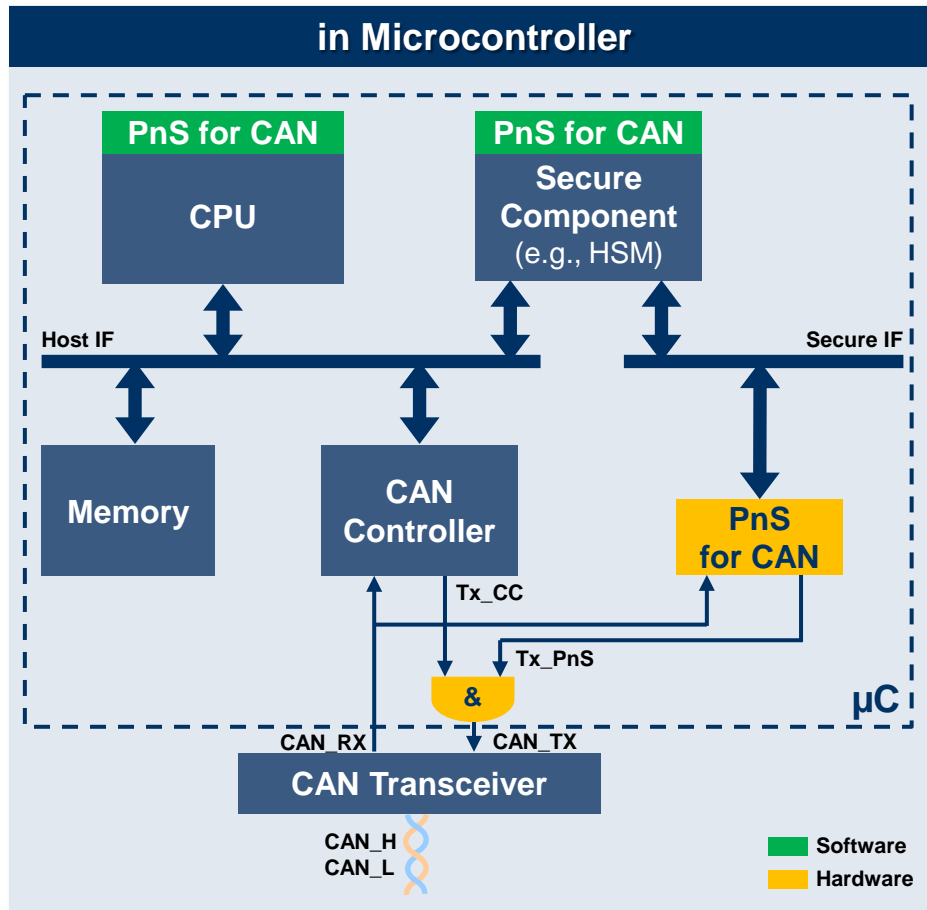 in Microcontroller
PnS for CAN
CPU
PnS for CAN
Secure
Component
(e.g., HSM)
Host IF
Secure IF
Memory
CAN
Controller
PnS
for CAN
Tx_CC
Tx_PnS
&
µC
CAN_RX
CAN_TX
CAN Transceiver
CAN_H
CAN_L
Software
Hardware